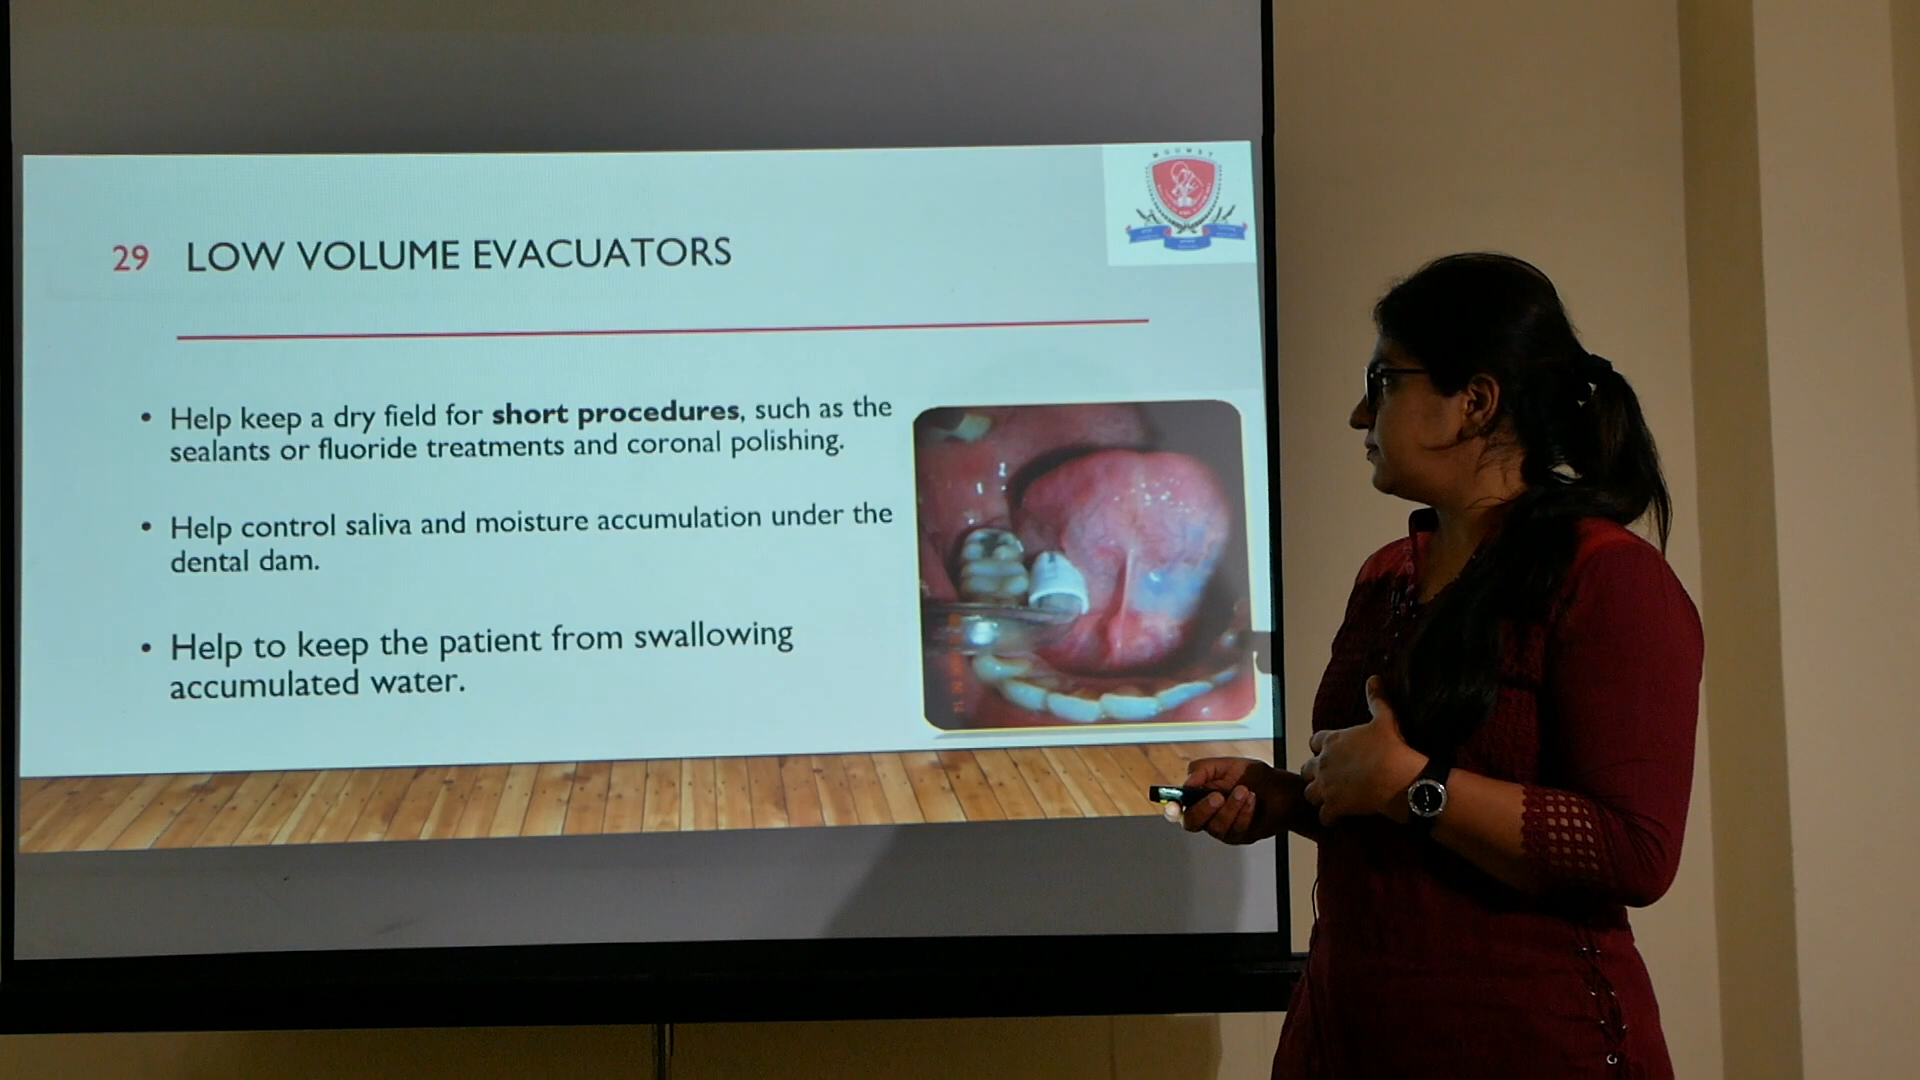 29 LOW VOLUME EVACUATORS
• Help keep a dry field for short procedures, such as the
sealants or fluoride treatments and coronal polishing.
• Help control saliva and moisture accumulation under the
dental dam.
• Help to keep the patient from swallowing
accumulated water.